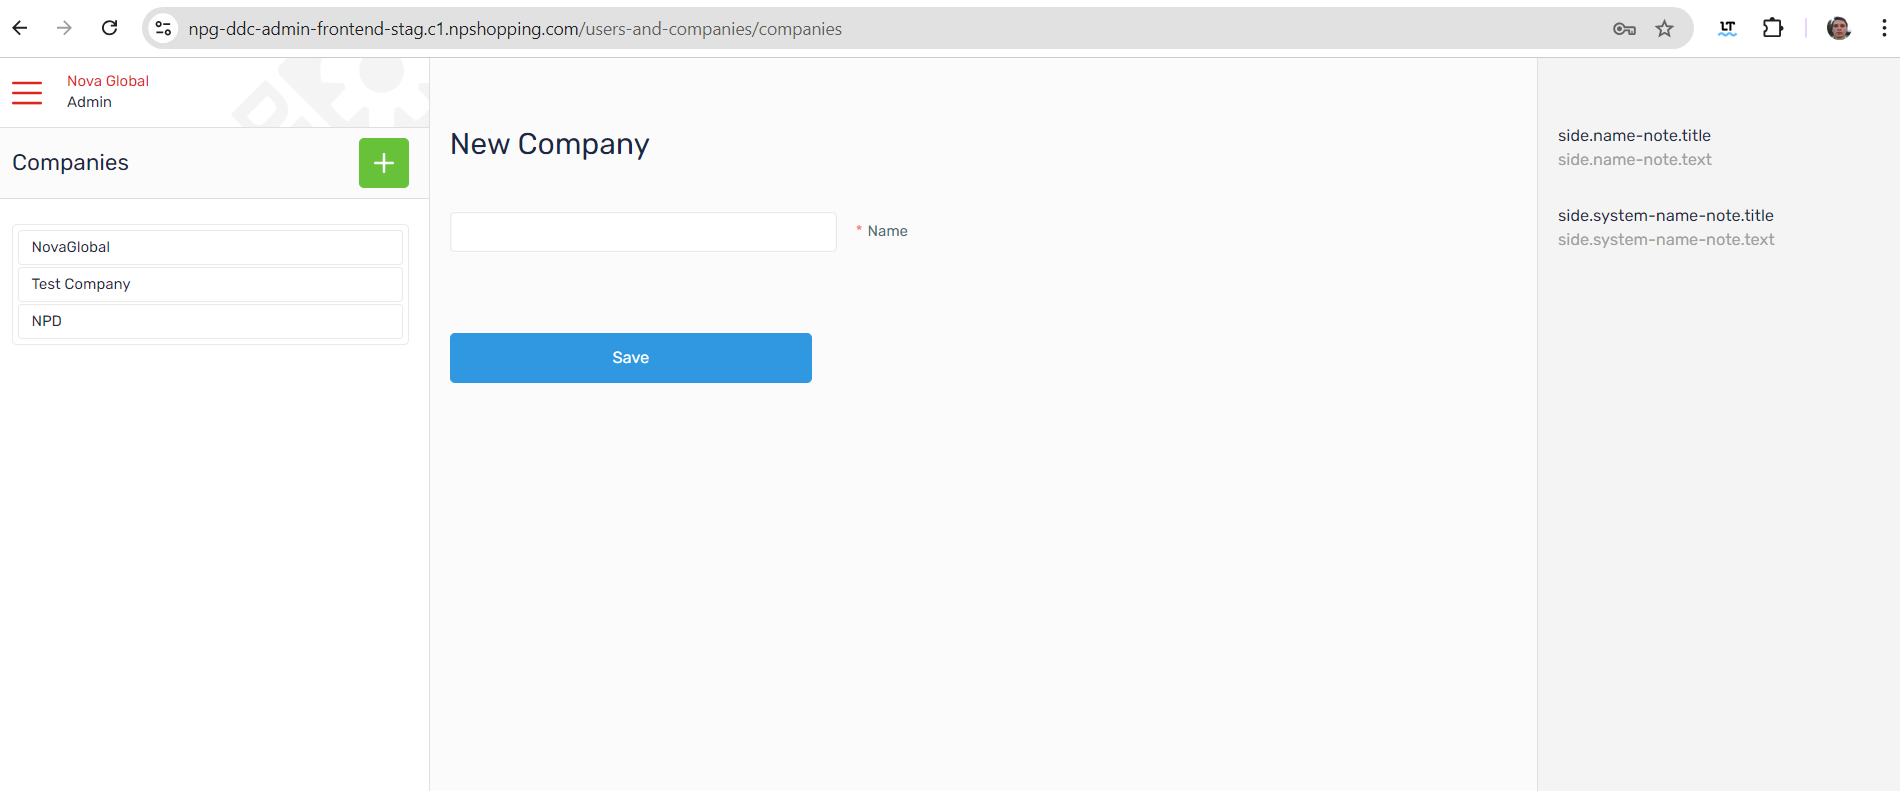 npg-ddc-admin-frontend-stag.c1.npshopping.com/users-and-companies/companies
LT
Nova Global
Admin
Companies
NovaGlobal
Test Company
NPD
New Company
* Name
Save
side.name-note.title
side.name-note.text
side.system-name-note.title
side.system-name-note.text